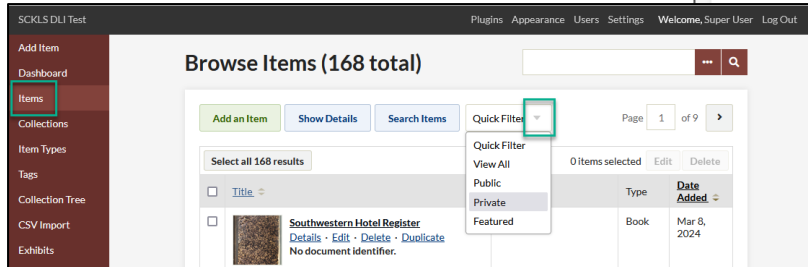 SCKLS DLI Test
Plugins Appearance Users Settings Welcome, Super User Log Out
Add Item
Dashboard
Items
Collections
Item Types
Tags
Collection Tree
CSV Import
Exhibits
Browse Items (168 total)
Add an Item Show Details Search Items Quick Filter Page 1 of 9
Quick Filter
View All
Public
Private
Featured
Select all 168 results 0 items selected Edit Delete
Title Type Date Added
Southwestern Hotel Register Book Mar 8, 2024
Details · Edit · Delete · Duplicate
No document identifier.